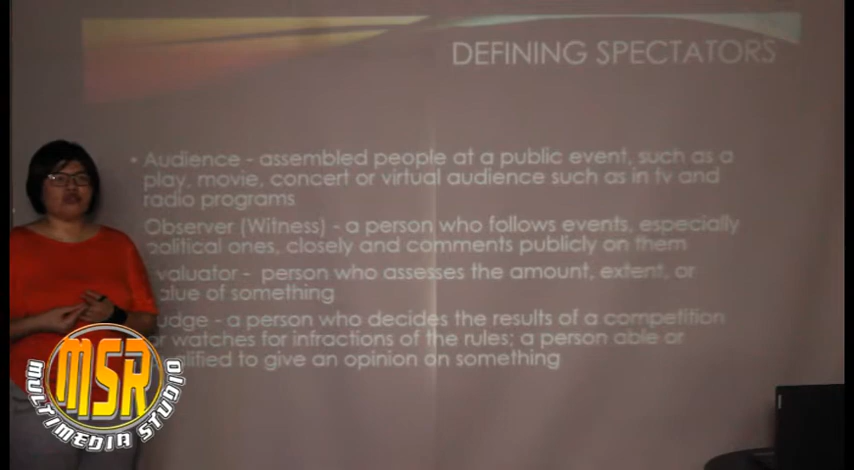 DEFINING SPECTATORS
• Audience - assembled people at a public event, such as a
play, movie, concert or virtual audience such as in tv and
radio programs
Observer (Witness) - a person who follows events, especially
political ones, closely and comments publicly on them
valuator - person who assesses the amount, extent, or
alue of something
udge - a person who decides the results of a competition
or watches for infractions of the rules; a person able or
alified to give an opinion on something
MSR
MULTIMEDIA STUDIO